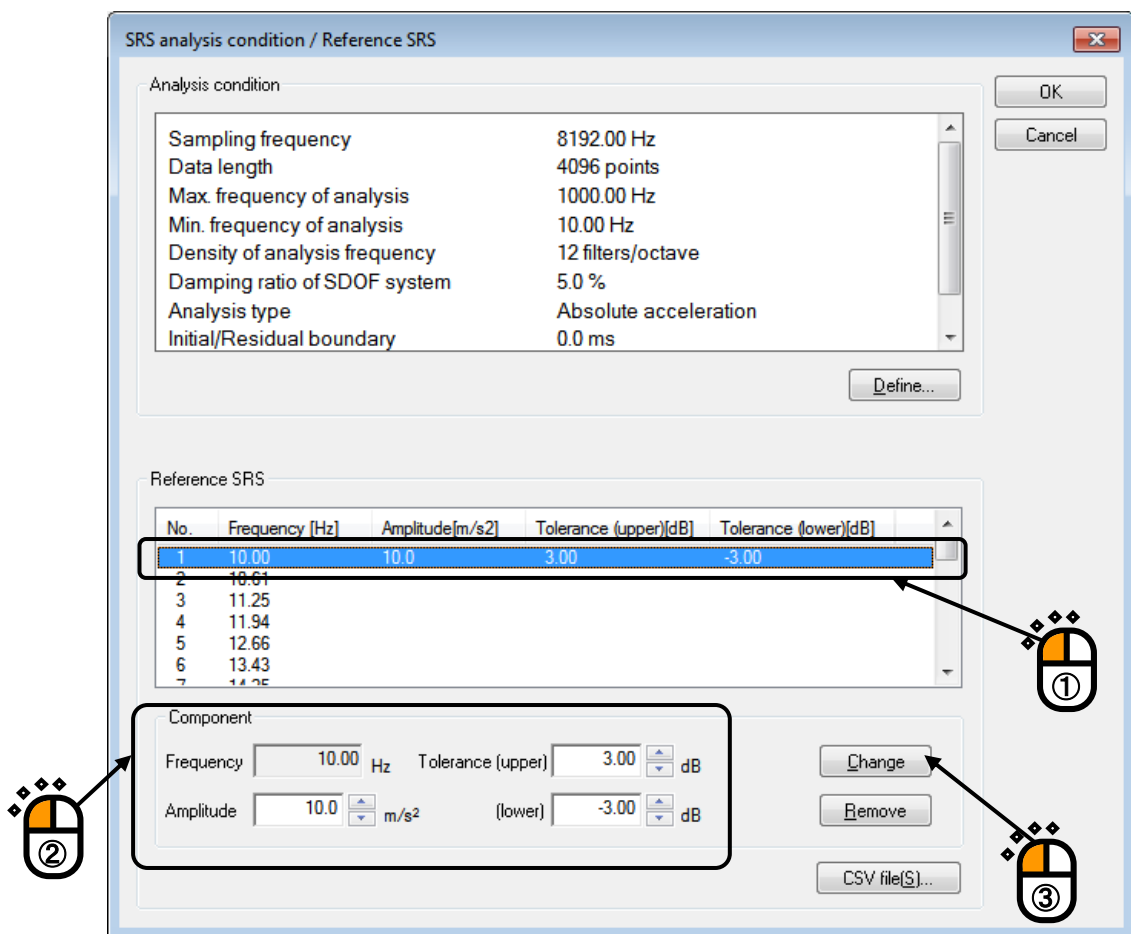 SRS analysis condition / Reference SRS
Analysis condition
OK
Cancel
Sampling frequency 8192.00 Hz
Data length 4096 points
Max. frequency of analysis 1000.00 Hz
Min. frequency of analysis 10.00 Hz
Density of analysis frequency 12 filters/octave
Damping ratio of SDOF system 5.0 %
Analysis type Absolute acceleration
Initial/Residual boundary 0.0 ms
Define...
Reference SRS
No. Frequency [Hz] Amplitude[m/s2] Tolerance (upper)[dB] Tolerance (lower)[dB]
1 10.00 10.0 3.00 -3.00
2 10.61
3 11.25
4 11.94
5 12.66
6 13.43
7 14.25
①
Component
Frequency 10.00 Hz Tolerance (upper) 3.00 dB
Change
Amplitude 10.0 m/s² (lower) -3.00 dB
Remove
②
CSV file(S)...
③